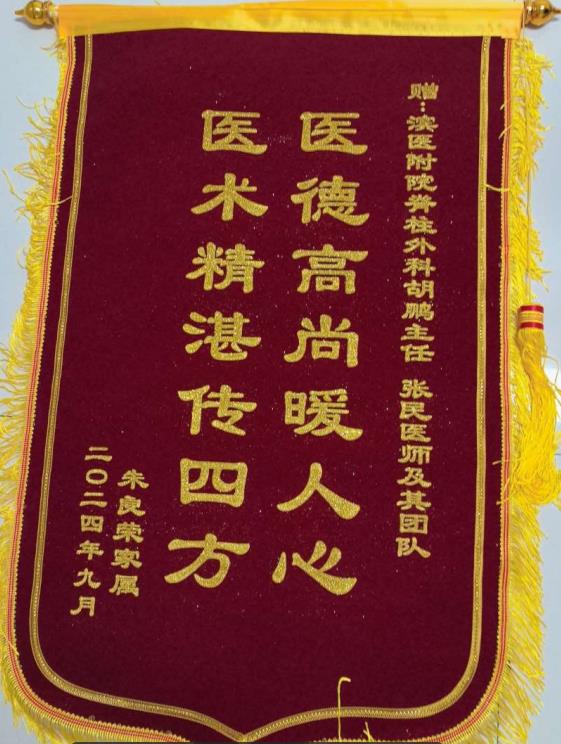 赠：滨医附院脊柱外科胡鹏主任 张民医师及其团队
医德高尚暖人心
医术精湛传四方
朱良荣家属
二〇二四年九月